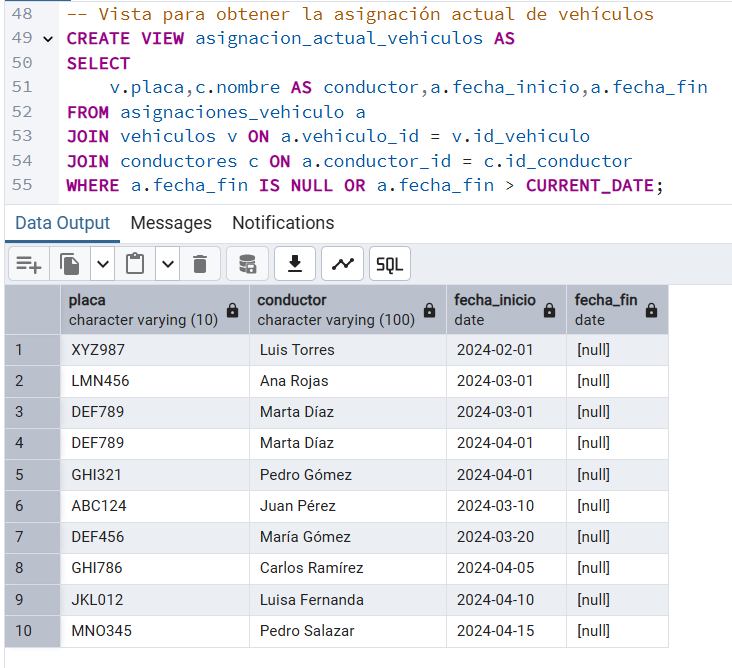 48 -- Vista para obtener la asignación actual de vehículos
49 CREATE VIEW asignacion_actual_vehiculos AS
50 SELECT
51 v.placa,c.nombre AS conductor,a.fecha_inicio,a.fecha_fin
52 FROM asignaciones_vehiculo a
53 JOIN vehiculos v ON a.vehiculo_id = v.id_vehiculo
54 JOIN conductores c ON a.conductor_id = c.id_conductor
55 WHERE a.fecha_fin IS NULL OR a.fecha_fin > CURRENT_DATE;
Data Output Messages Notifications
SQL
placa conductor fecha_inicio fecha_fin
character varying (10) character varying (100) date date
1 XYZ987 Luis Torres 2024-02-01 [null]
2 LMN456 Ana Rojas 2024-03-01 [null]
3 DEF789 Marta Díaz 2024-03-01 [null]
4 DEF789 Marta Díaz 2024-04-01 [null]
5 GHI321 Pedro Gómez 2024-04-01 [null]
6 ABC124 Juan Pérez 2024-03-10 [null]
7 DEF456 María Gómez 2024-03-20 [null]
8 GHI786 Carlos Ramírez 2024-04-05 [null]
9 JKL012 Luisa Fernanda 2024-04-10 [null]
10 MNO345 Pedro Salazar 2024-04-15 [null]